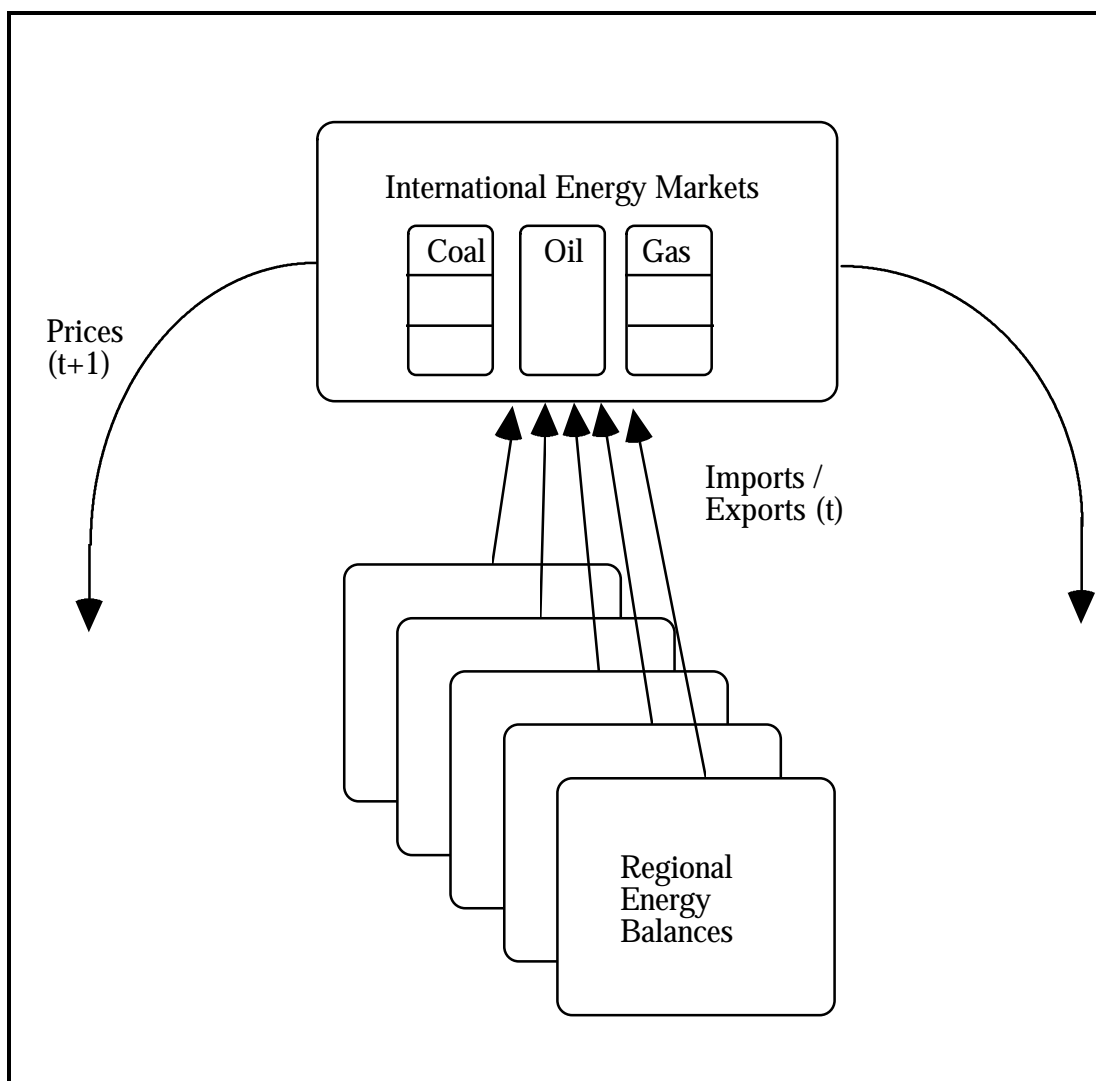 International Energy Markets
Coal
Oil
Gas
Prices
(t+1)
Imports /
Exports (t)
Regional
Energy
Balances